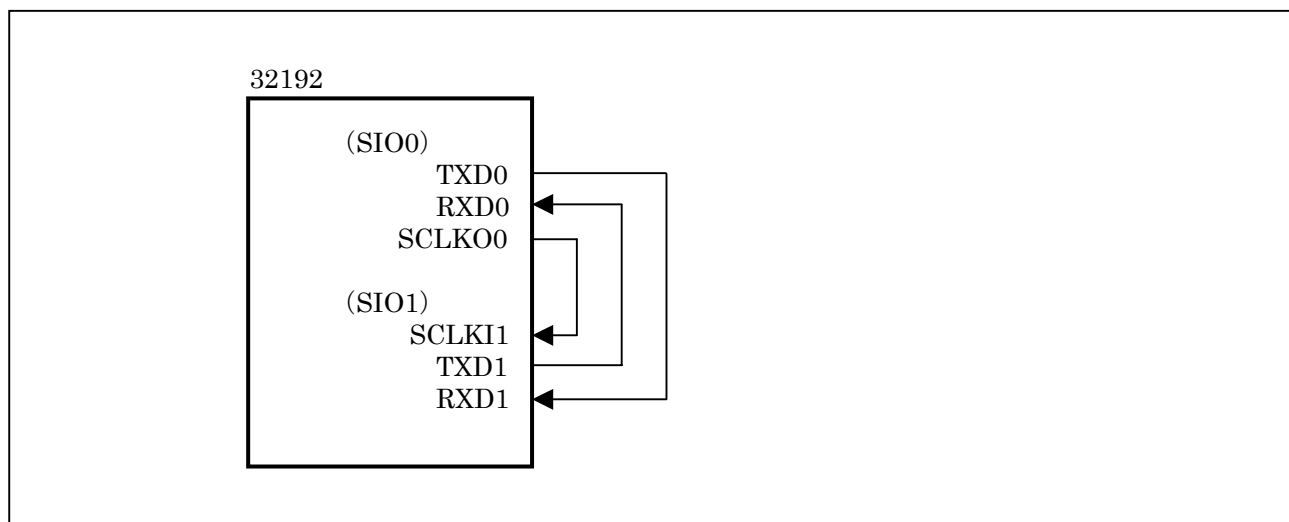 32192
(SIO0)
TXD0
RXD0
SCLKO0
(SIO1)
SCLKI1
TXD1
RXD1